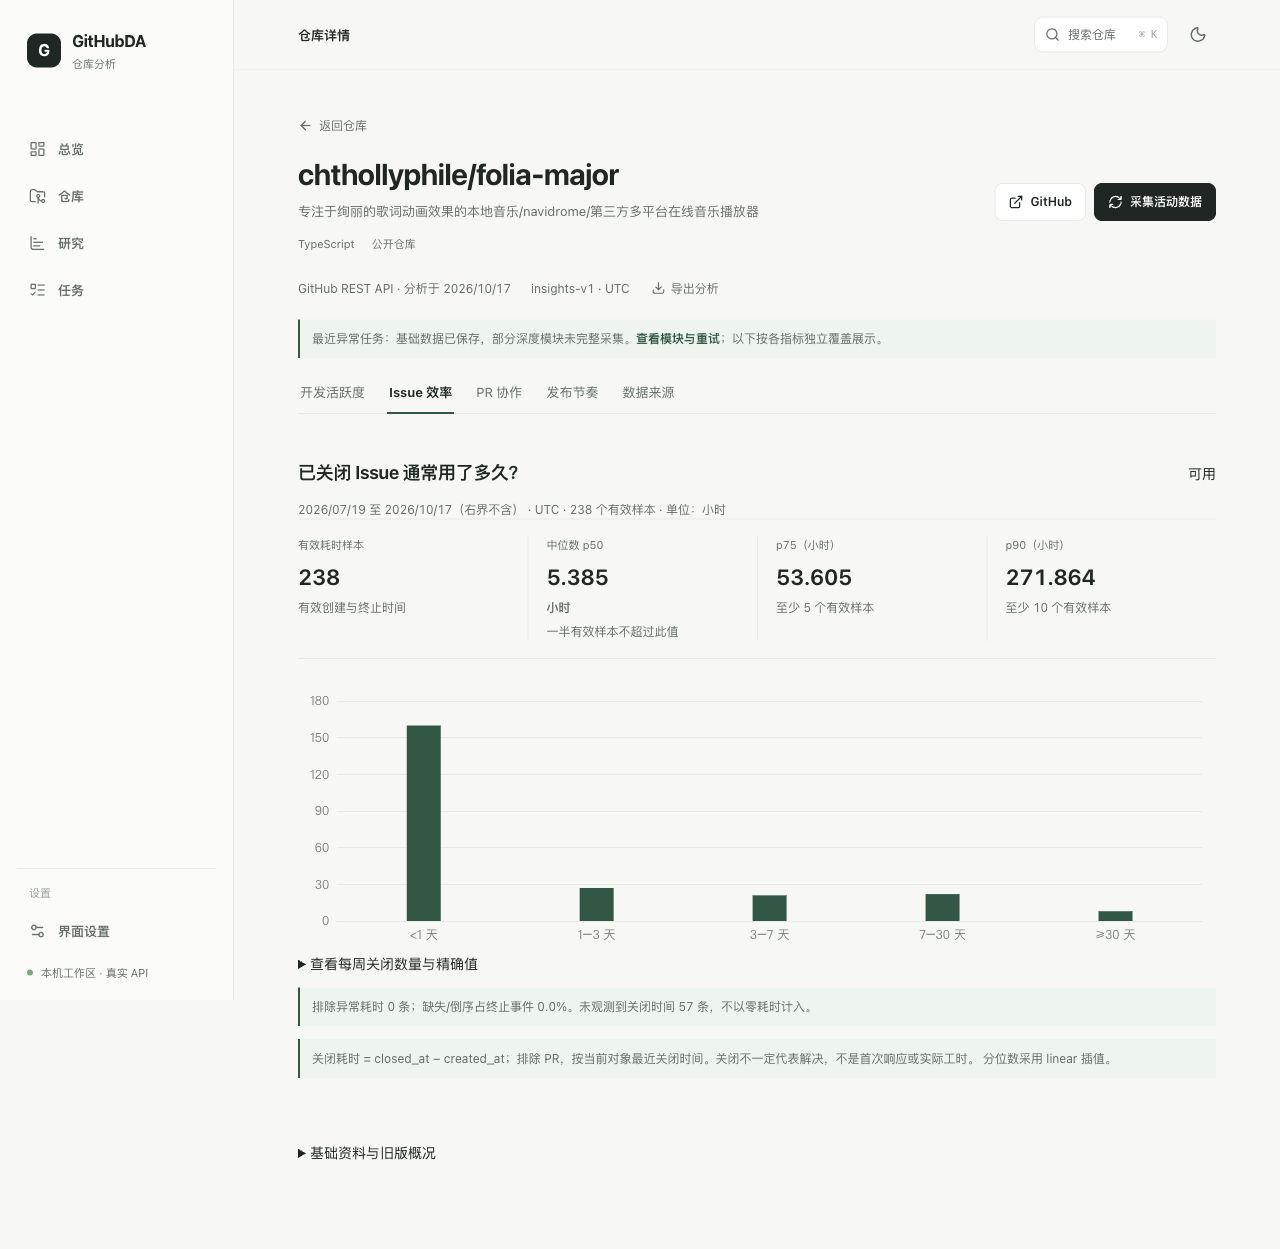 G
GitHubDA
仓库分析
总览
仓库
研究
任务
设置
界面设置
本机工作区 · 真实 API
仓库详情
搜索仓库 ⌘ K
返回仓库
chthollyphile/folia-major
专注于绚丽的歌词动画效果的本地音乐/navidrome/第三方多平台在线音乐播放器
TypeScript 公开仓库
GitHub
采集活动数据
GitHub REST API · 分析于 2026/10/17 insights-v1 · UTC 导出分析
最近异常任务：基础数据已保存，部分深度模块未完整采集。查看模块与重试；以下按各指标独立覆盖展示。
开发活跃度 Issue 效率 PR 协作 发布节奏 数据来源
已关闭 Issue 通常用了多久？
可用
2026/07/19 至 2026/10/17（右界不含） · UTC · 238 个有效样本 · 单位：小时
有效耗时样本
238
有效创建与终止时间
中位数 p50
5.385
小时
一半有效样本不超过此值
p75（小时）
53.605
至少 5 个有效样本
p90（小时）
271.864
至少 10 个有效样本
180
150
120
90
60
30
0
<1 天
1–3 天
3–7 天
7–30 天
≥30 天
▶ 查看每周关闭数量与精确值
排除异常耗时 0 条；缺失/倒序占终止事件 0.0%。未观测到关闭时间 57 条，不以零耗时计入。
关闭耗时 = closed_at − created_at；排除 PR，按当前对象最近关闭时间。关闭不一定代表解决，不是首次响应或实际工时。 分位数采用 linear 插值。
▶ 基础资料与旧版概况